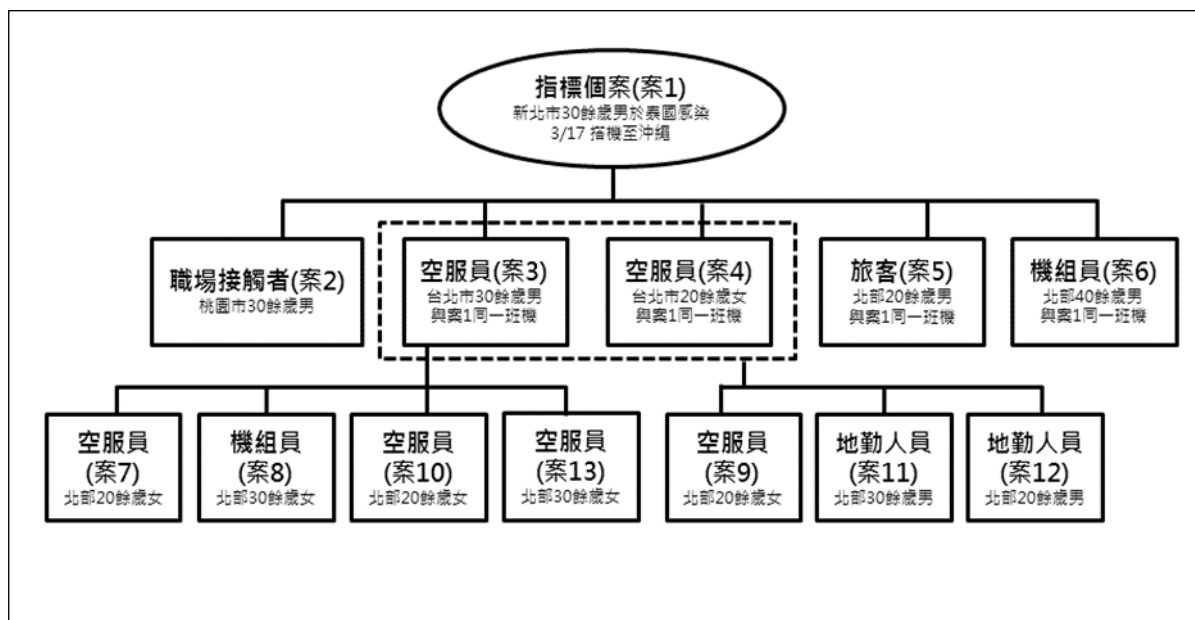 指標個案(案1)
新北市30餘歲男於泰國感染
3/17 搭機至沖繩
職場接觸者(案2)
桃園市30餘歲男
空服員(案3)
台北市30餘歲男
與案1同一班機
空服員(案4)
台北市20餘歲女
與案1同一班機
旅客(案5)
北部20餘歲男
與案1同一班機
機組員(案6)
北部40餘歲男
與案1同一班機
空服員
(案7)
北部20餘歲女
機組員
(案8)
北部30餘歲女
空服員
(案10)
北部20餘歲女
空服員
(案13)
北部30餘歲女
空服員
(案9)
北部20餘歲女
地勤人員
(案11)
北部30餘歲男
地勤人員
(案12)
北部20餘歲男